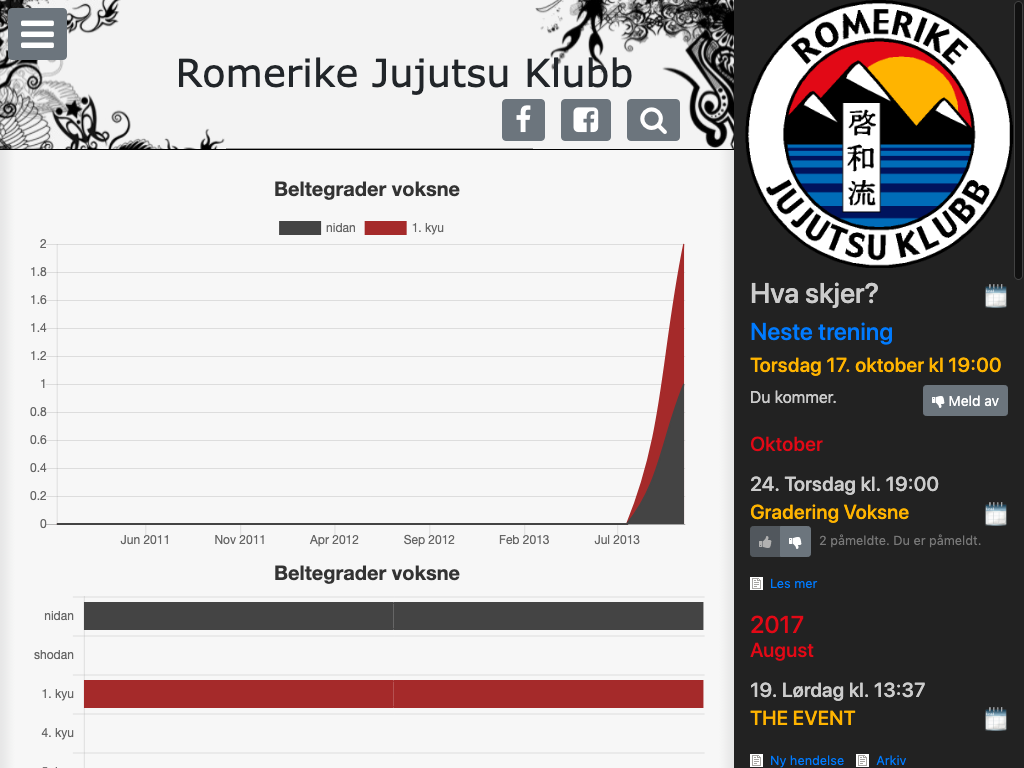 Romerike Jujutsu Klubb
Beltegrader voksne
nidan
1. kyu
2
1.8
1.6
1.4
1.2
1
0.8
0.6
0.4
0.2
0
Jun 2011
Nov 2011
Apr 2012
Sep 2012
Feb 2013
Jul 2013
Beltegrader voksne
nidan
shodan
1. kyu
4. kyu
ROMERIKE
啓和流
JUJUTSU KLUBB
Hva skjer?
Neste trening
Torsdag 17. oktober kl 19:00
Du kommer.
Meld av
Oktober
24. Torsdag kl. 19:00
Gradering Voksne
2 påmeldte. Du er påmeldt.
Les mer
2017
August
19. Lørdag kl. 13:37
THE EVENT
Ny hendelse
Arkiv